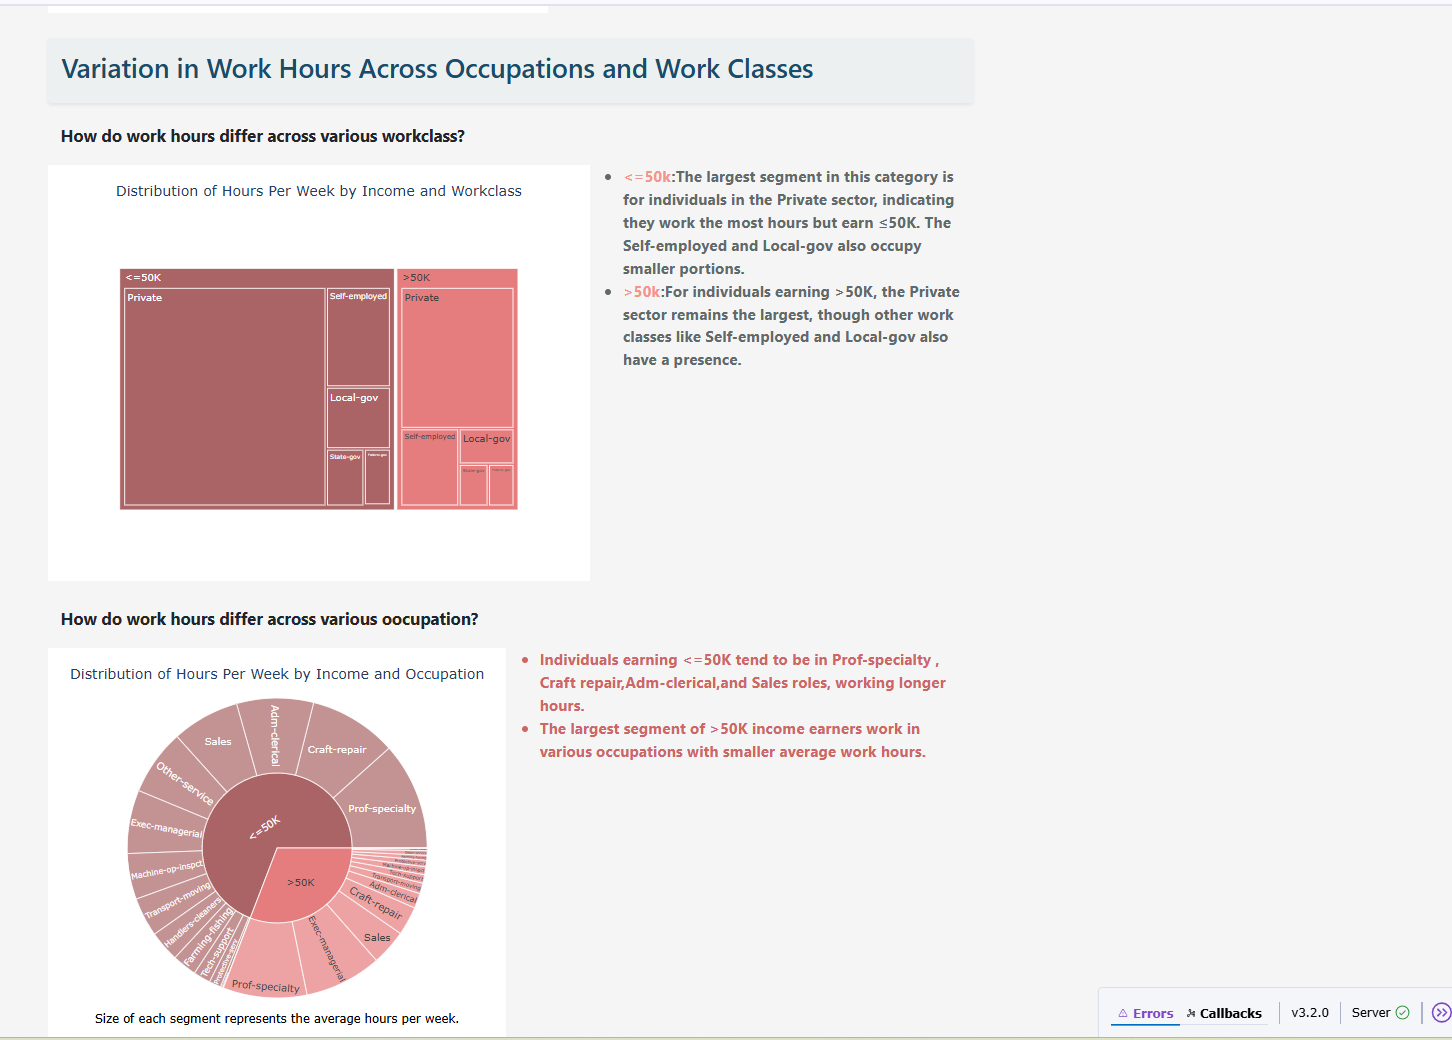 Variation in Work Hours Across Occupations and Work Classes
How do work hours differ across various workclass?
Distribution of Hours Per Week by Income and Workclass
<=50K
>50K
Private
Self-employed
Private
Local-gov
State-gov
Federal-gov
Self-employed
Local-gov
State-gov
<=50k:The largest segment in this category is
for individuals in the Private sector, indicating
they work the most hours but earn ≤50K. The
Self-employed and Local-gov also occupy
smaller portions.
>50k:For individuals earning >50K, the Private
sector remains the largest, though other work
classes like Self-employed and Local-gov also
have a presence.
How do work hours differ across various oocupation?
Distribution of Hours Per Week by Income and Occupation
Adm-clerical
Sales
Craft-repair
Other-service
Prof-specialty
Exec-managerial
<=50K
Machine-op-inspct
>50K
Transport-moving
Handlers-cleaners
Farming-fishing
Tech-support
Protective-serv
Protective-serv
Machine-op-inspct
Tech-support
Transport-moving
Adm-clerical
Craft-repair
Sales
Exec-managerial
Prof-specialty
Size of each segment represents the average hours per week.
Individuals earning <=50K tend to be in Prof-specialty ,
Craft repair,Adm-clerical,and Sales roles, working longer
hours.
The largest segment of >50K income earners work in
various occupations with smaller average work hours.
Errors
Callbacks
v3.2.0
Server